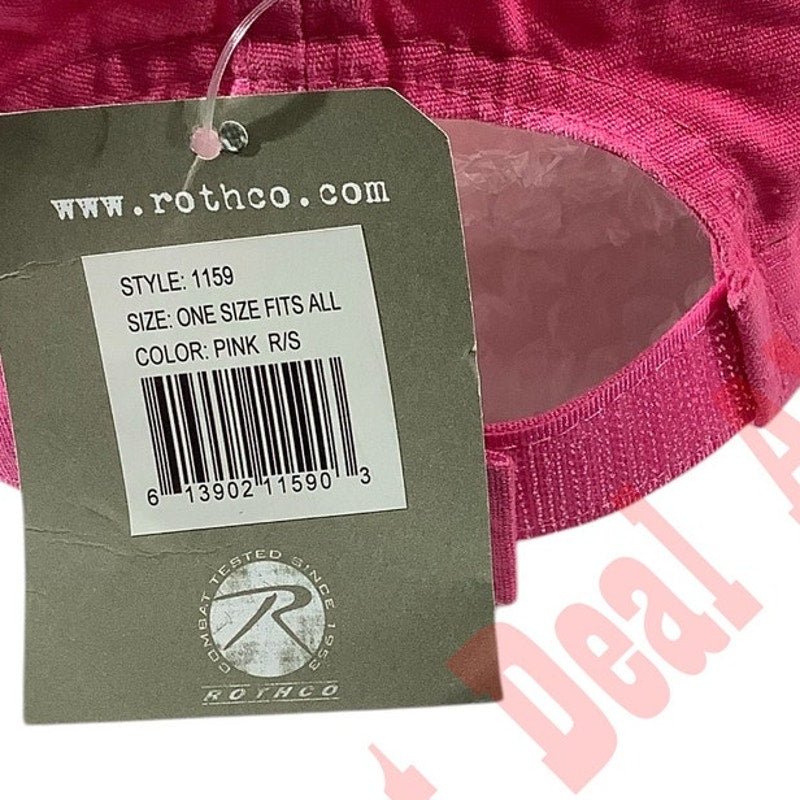 www.rothco.com
STYLE: 1159
SIZE: ONE SIZE FITS ALL
COLOR: PINK R/S
6 13902 11590 3
COMBAT TESTED SINCE 1953
R
ROTHCO
Deal A